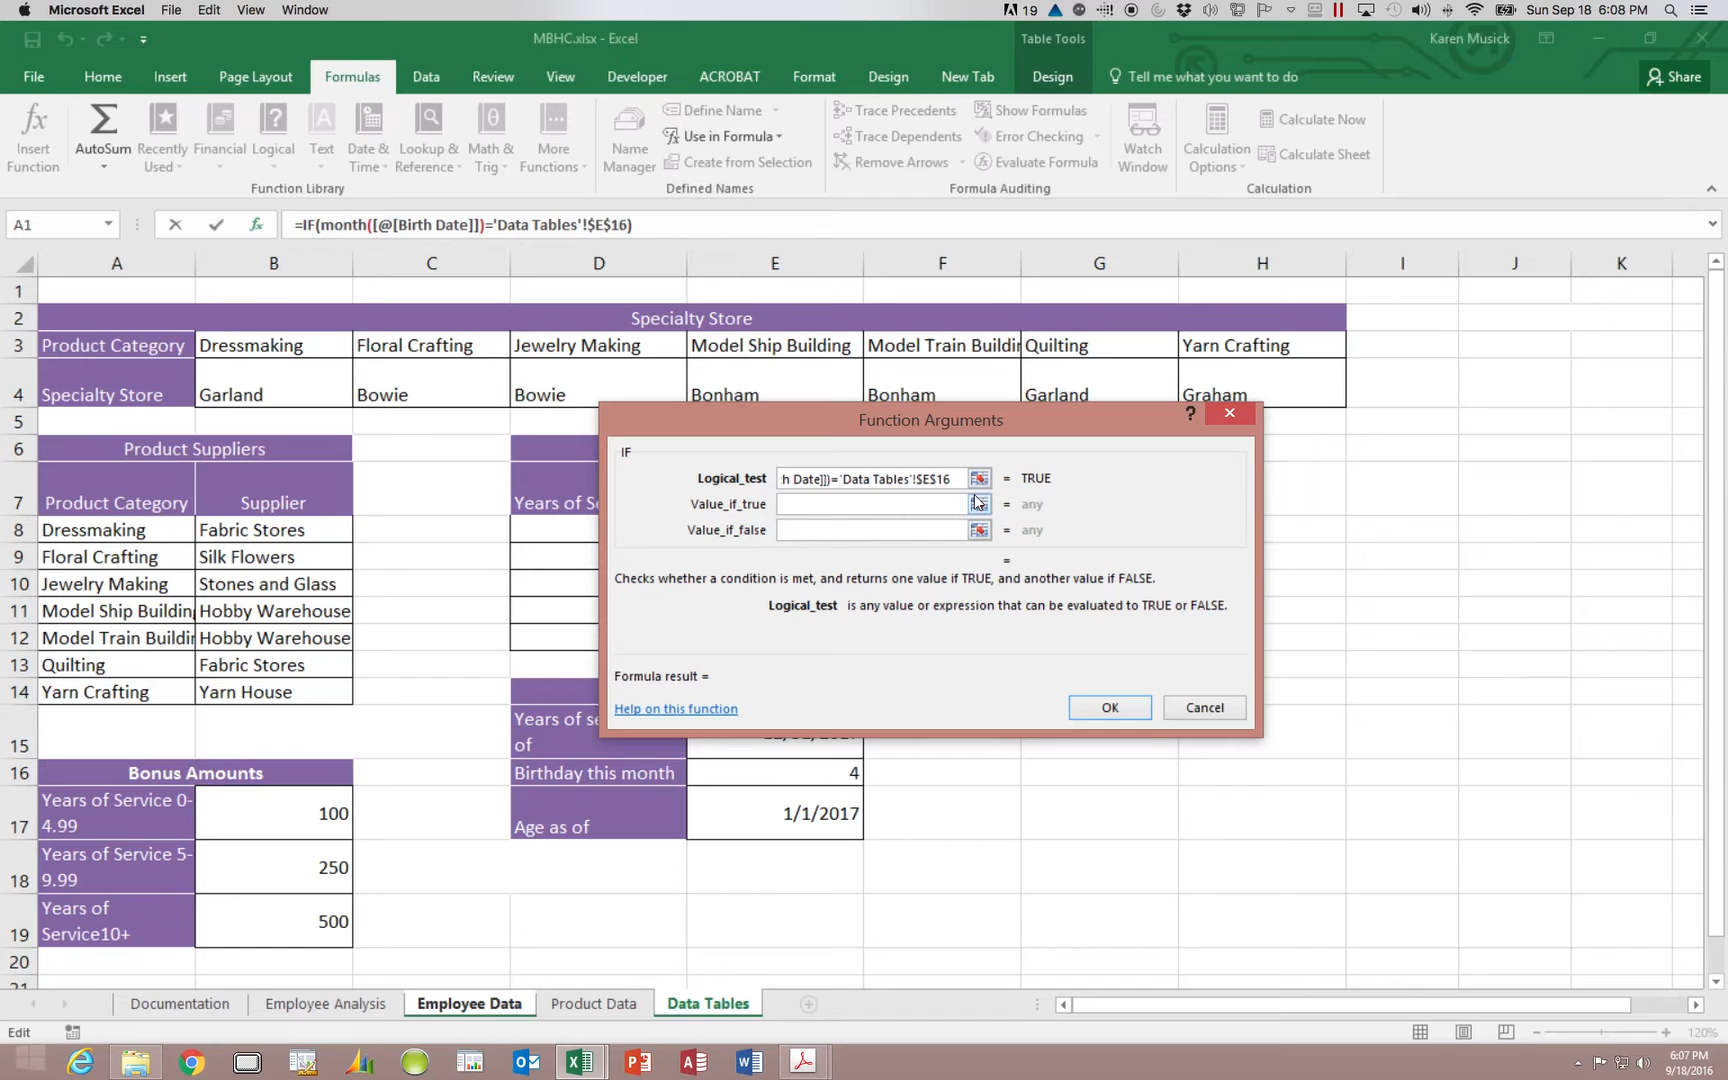 Microsoft Excel File Edit View Window 19 Sun Sep 18 6:08 PM
MBHC.xlsx - Excel Table Tools Karen Musick
File Home Insert Page Layout Formulas Data Review View Developer ACROBAT Format Design New Tab Design Tell me what you want to do Share
fx Insert Function
Σ AutoSum
Recently Used
Financial
Logical
A Text
Date & Time
Lookup & Reference
θ Math & Trig
More Functions
Function Library
Name Manager
Define Name
Use in Formula
Create from Selection
Defined Names
Trace Precedents
Trace Dependents
Remove Arrows
Show Formulas
Error Checking
Evaluate Formula
Formula Auditing
Watch Window
Calculation Options
Calculate Now
Calculate Sheet
Calculation
A1 fx =IF(month([@[Birth Date]])='Data Tables'!$E$16)
A B C D E F G H I J K
1
2 Specialty Store
3 Product Category Dressmaking Floral Crafting Jewelry Making Model Ship Building Model Train Buildin Quilting Yarn Crafting
4 Specialty Store Garland Bowie Bowie Bonham Bonham Garland Graham
5
6 Product Suppliers
7 Product Category Supplier Years of S
8 Dressmaking Fabric Stores
9 Floral Crafting Silk Flowers
10 Jewelry Making Stones and Glass
11 Model Ship Building Hobby Warehouse
12 Model Train Buildin Hobby Warehouse
13 Quilting Fabric Stores
14 Yarn Crafting Yarn House
15 Years of se
of
16 Bonus Amounts Birthday this month 4
17 Years of Service 0-
4.99 100 Age as of 1/1/2017
18 Years of Service 5-
9.99 250
19 Years of
Service10+ 500
20
Function Arguments ?
IF
Logical_test :h Date]])='Data Tables'!$E$16 = TRUE
Value_if_true = any
Value_if_false = any
=
Checks whether a condition is met, and returns one value if TRUE, and another value if FALSE.
Logical_test is any value or expression that can be evaluated to TRUE or FALSE.
Formula result =
Help on this function OK Cancel
Documentation Employee Analysis Employee Data Product Data Data Tables
Edit 120%
6:07 PM
9/18/2016